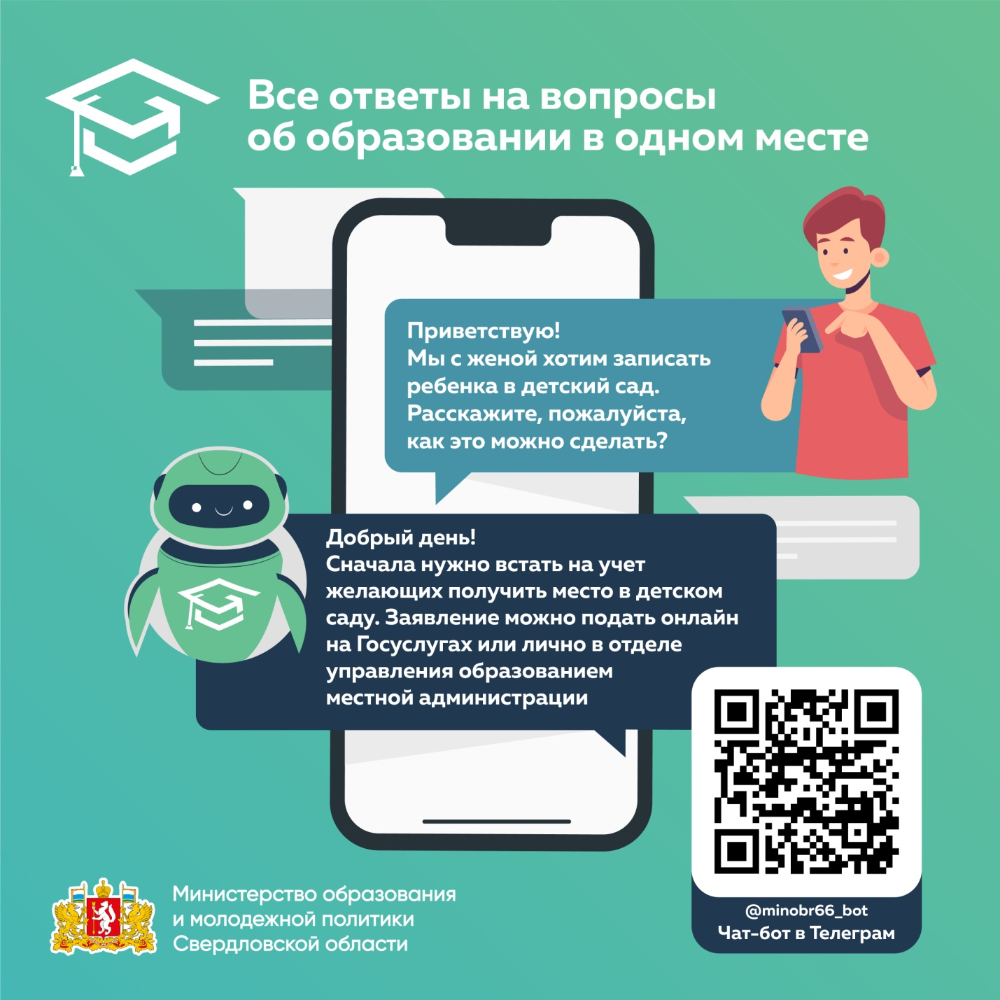 Все ответы на вопросы
об образовании в одном месте
Приветствую!
Мы с женой хотим записать
ребенка в детский сад.
Расскажите, пожалуйста,
как это можно сделать?
Добрый день!
Сначала нужно встать на учет
желающих получить место в детском
саду. Заявление можно подать онлайн
на Госуслугах или лично в отделе
управления образованием
местной администрации
Министерство образования
и молодежной политики
Свердловской области
@minobr66_bot
Чат-бот в Телеграм